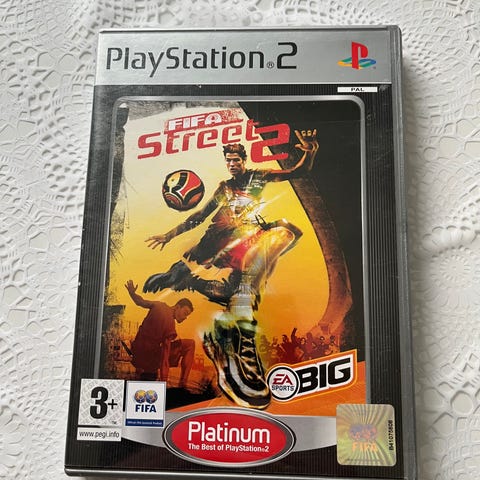 PlayStation®2
PAL
FIFA
Street 2
EA
SPORTS
BIG
3+
www.pegi.info
FIFA
Platinum
The Best of PlayStation®2